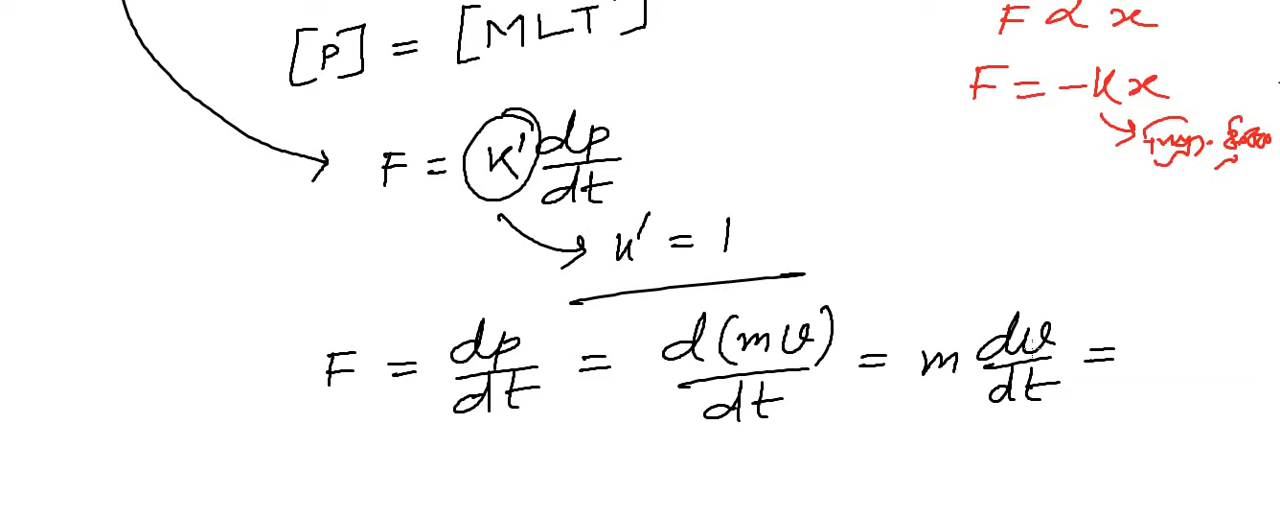 [P] = [MLT
F ∝ x
F = -kx
F = K' dp/dt
K' = 1
F = dp/dt = d(mv)/dt = m dv/dt =